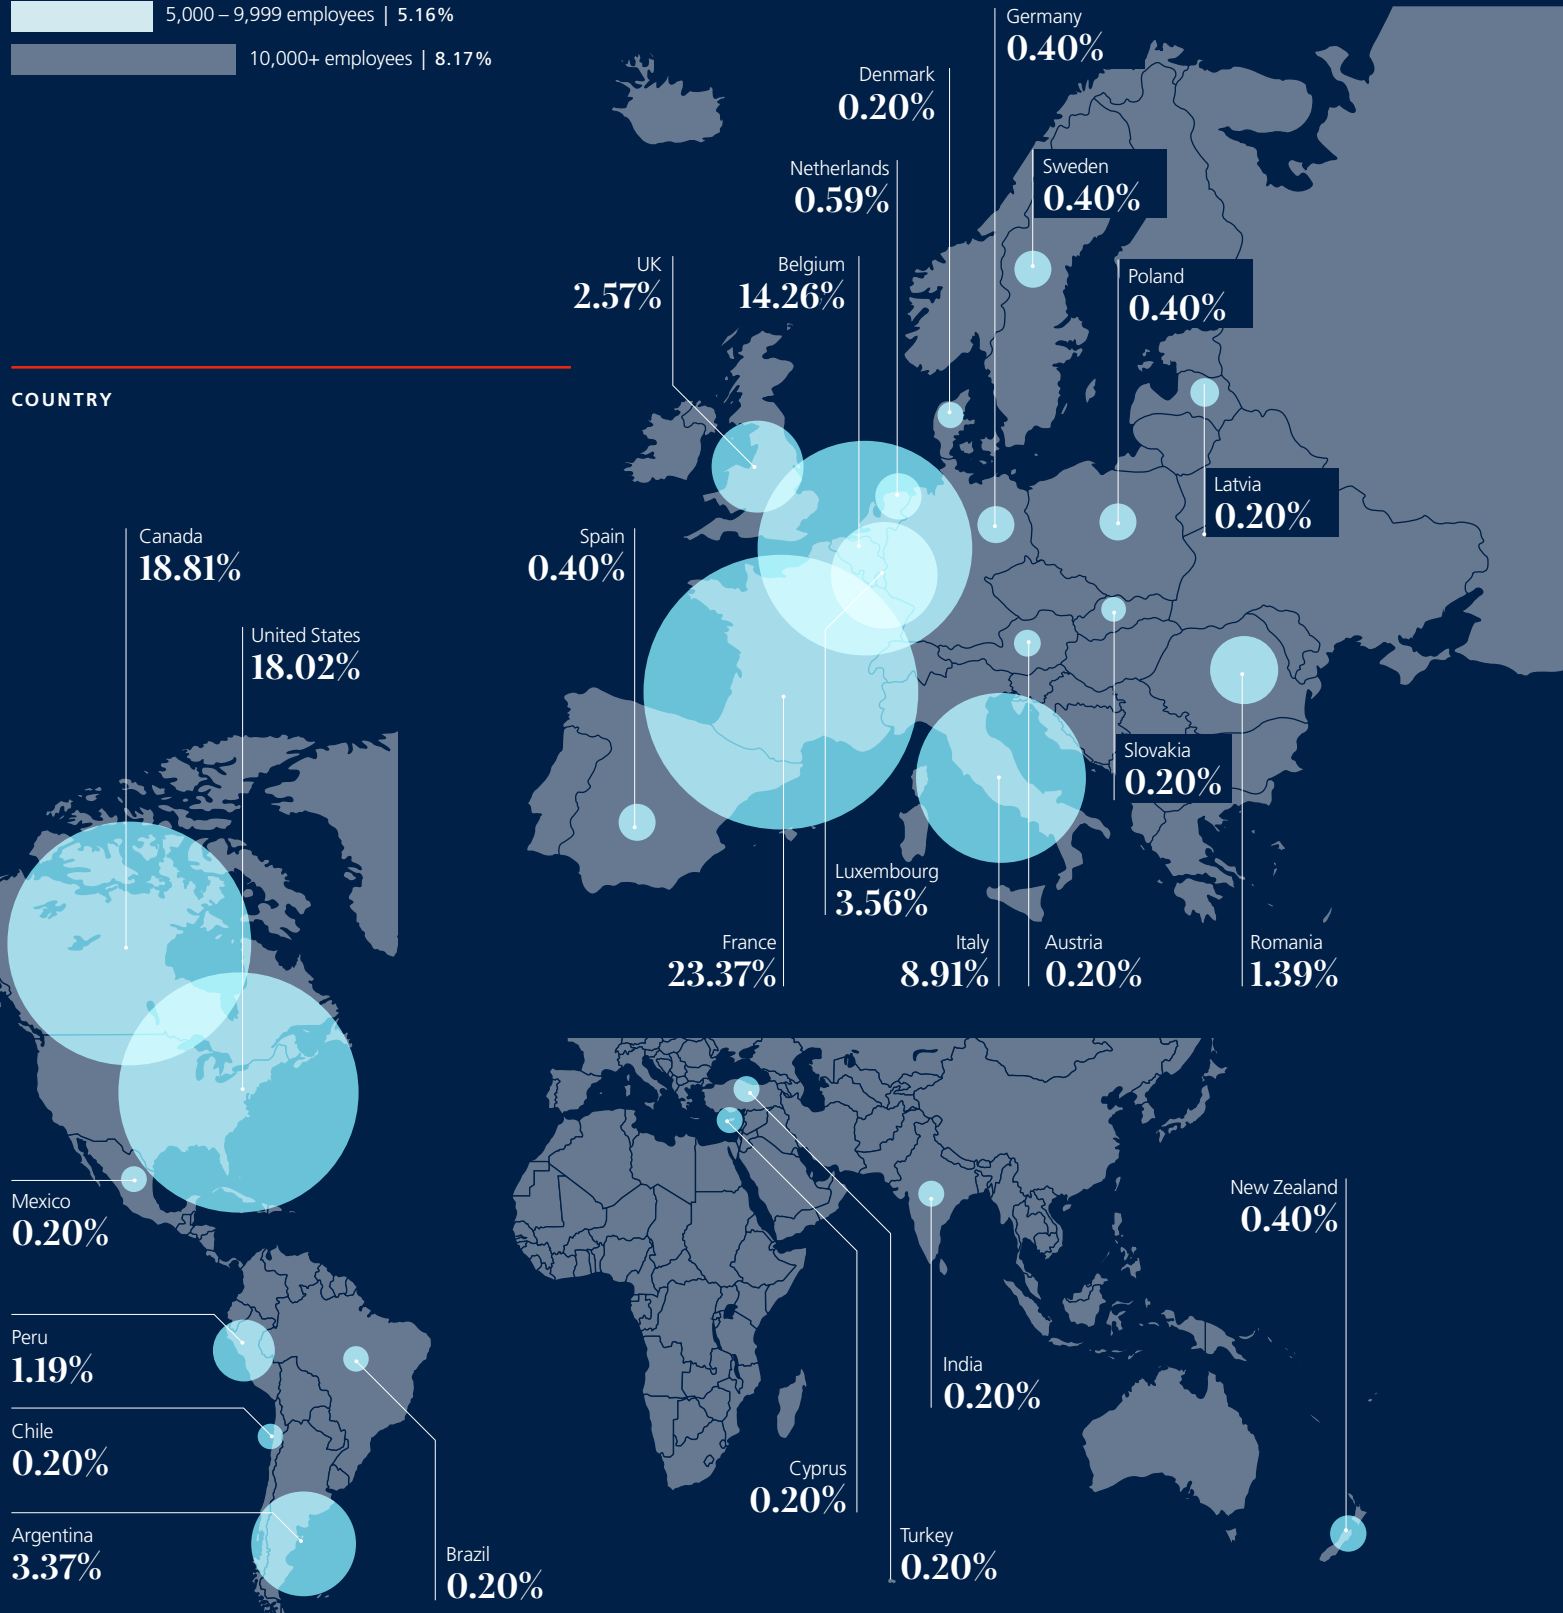 5,000 – 9,999 employees | 5.16%
10,000+ employees | 8.17%
Germany
0.40%
Denmark
0.20%
Netherlands
0.59%
Sweden
0.40%
UK
2.57%
Belgium
14.26%
Poland
0.40%
COUNTRY
Latvia
0.20%
Canada
18.81%
Spain
0.40%
United States
18.02%
Slovakia
0.20%
Luxembourg
3.56%
France
23.37%
Italy
8.91%
Austria
0.20%
Romania
1.39%
Mexico
0.20%
New Zealand
0.40%
Peru
1.19%
India
0.20%
Chile
0.20%
Cyprus
0.20%
Argentina
3.37%
Brazil
0.20%
Turkey
0.20%